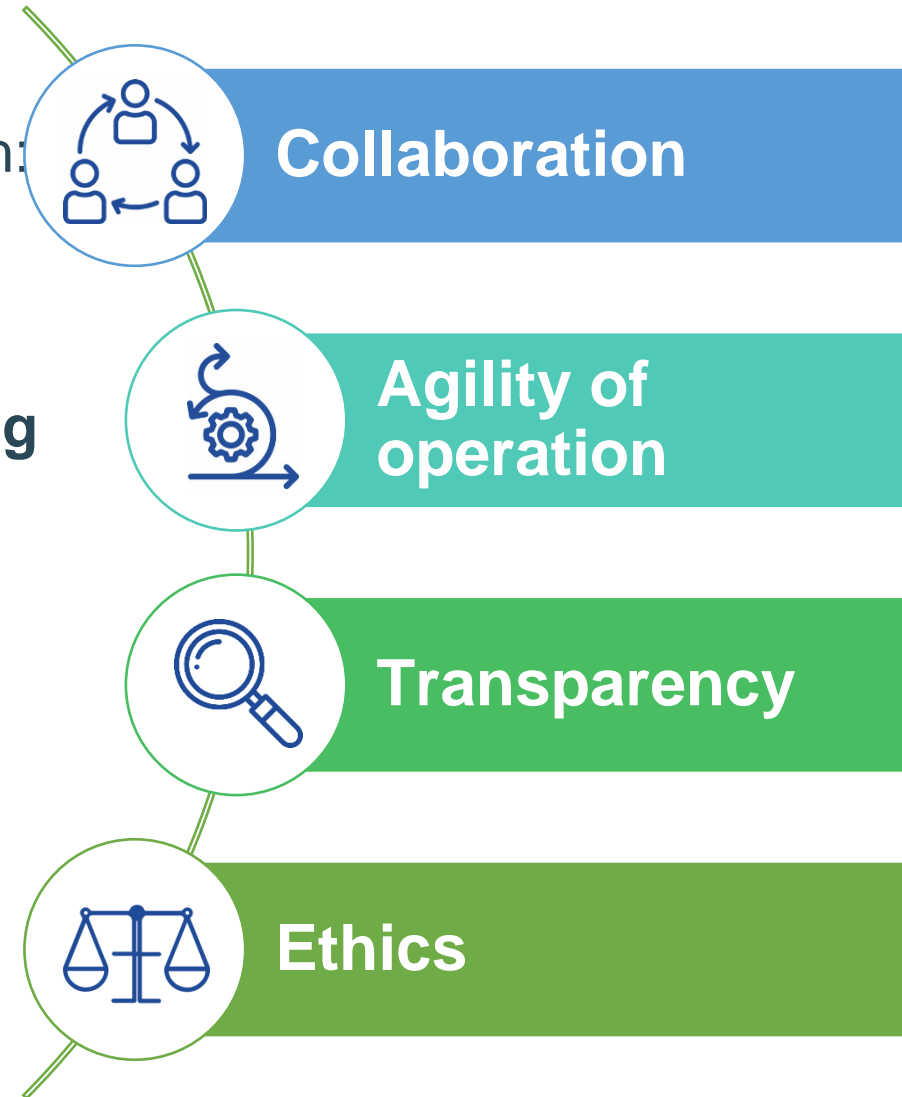 n:
Collaboration
Agility of
operation
g
Transparency
Ethics